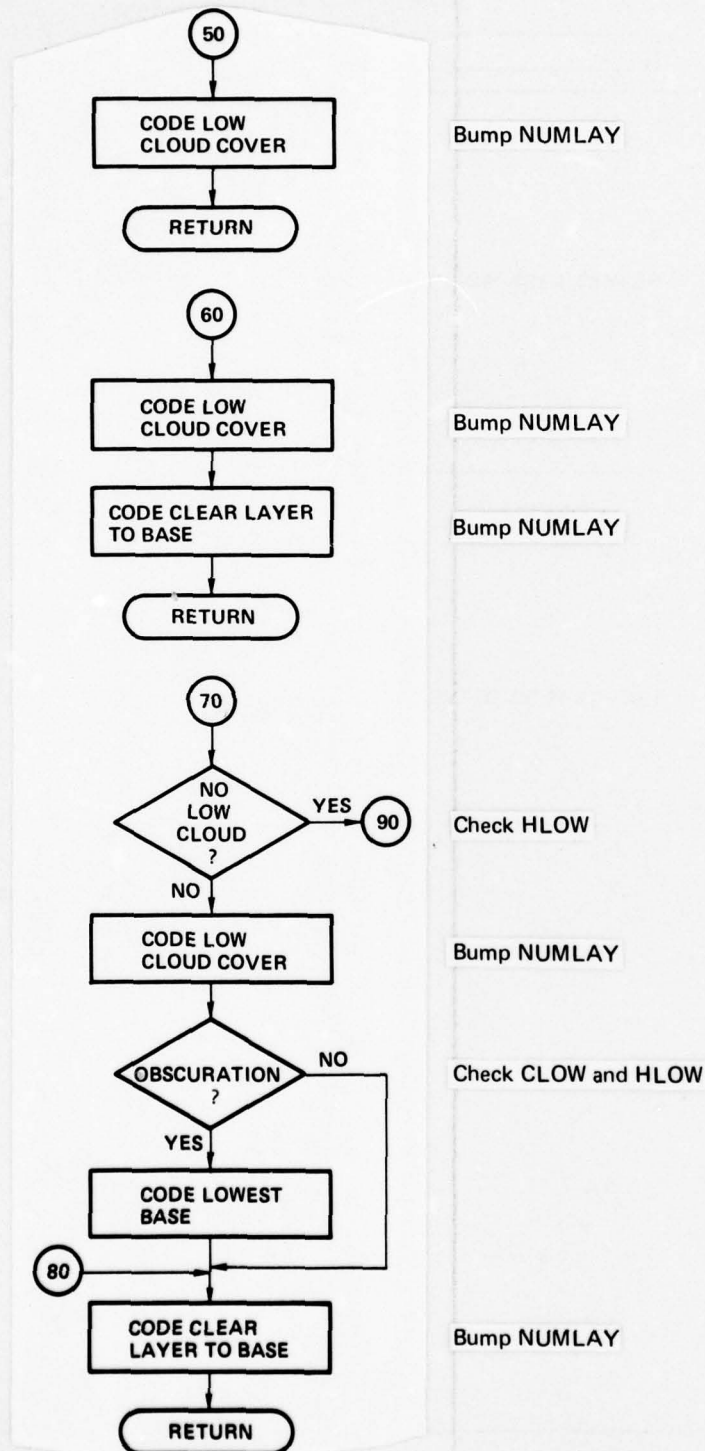 50
CODE LOW
CLOUD COVER
Bump NUMLAY
RETURN
60
CODE LOW
CLOUD COVER
Bump NUMLAY
CODE CLEAR LAYER
TO BASE
Bump NUMLAY
RETURN
70
NO
LOW
CLOUD
?
YES
90
Check HLOW
NO
CODE LOW
CLOUD COVER
Bump NUMLAY
OBSCURATION
?
NO
Check CLOW and HLOW
YES
CODE LOWEST
BASE
80
CODE CLEAR
LAYER TO BASE
Bump NUMLAY
RETURN